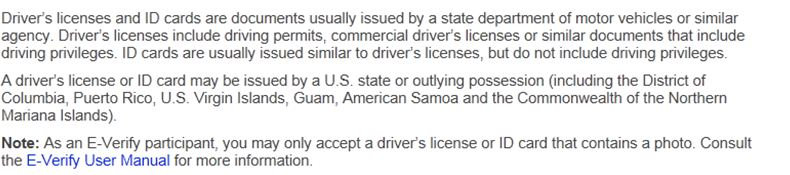 Driver's licenses and ID cards are documents usually issued by a state department of motor vehicles or similar
agency. Driver's licenses include driving permits, commercial driver's licenses or similar documents that include
driving privileges. ID cards are usually issued similar to driver's licenses, but do not include driving privileges.
A driver's license or ID card may be issued by a U.S. state or outlying possession (including the District of
Columbia, Puerto Rico, U.S. Virgin Islands, Guam, American Samoa and the Commonwealth of the Northern
Mariana Islands).
Note: As an E-Verify participant, you may only accept a driver's license or ID card that contains a photo. Consult
the E-Verify User Manual for more information.